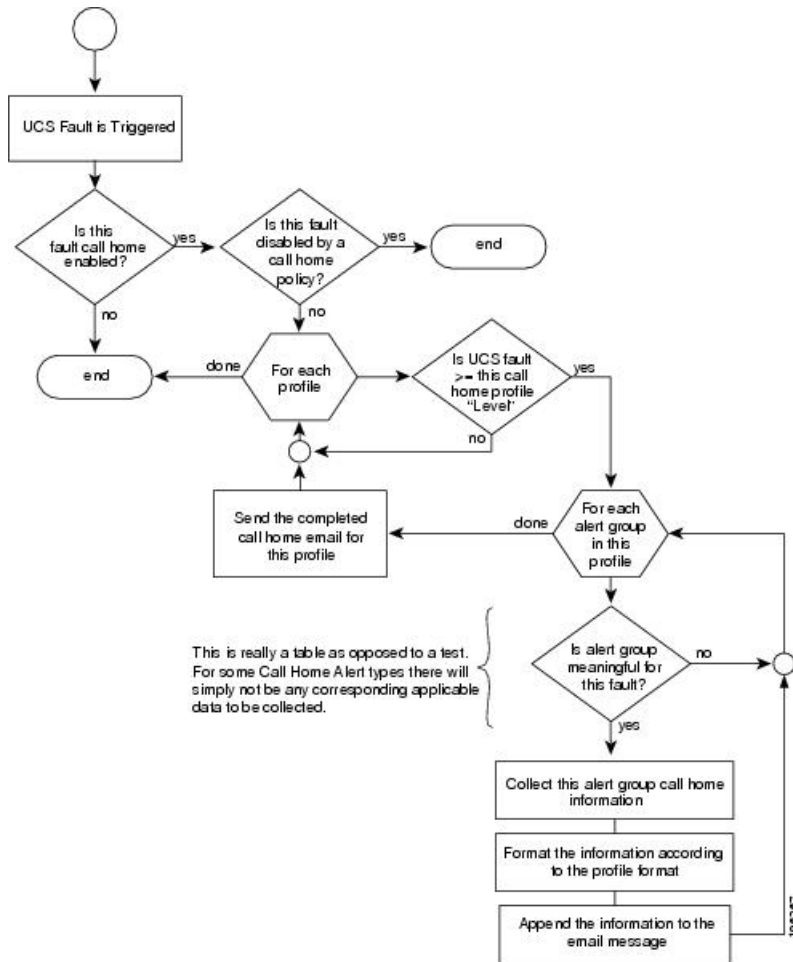 UCS Fault is Triggered
Is this
fault call home
enabled?
yes
no
Is this fault
disabled by a
call home
policy?
yes
no
end
end
done
For each
profile
Is UCS fault
>= this call
home profile
"Level"
yes
no
Send the completed
call home email for
this profile
done
For each
alert group
in this
profile
This is really a table as opposed to a test.
For some Call Home Alert types there will
simply not be any corresponding applicable
data to be collected.
Is alert group
meaningful for
this fault?
no
yes
Collect this alert group call home
information
Format the information according
to the profile format
Append the information to the
email message